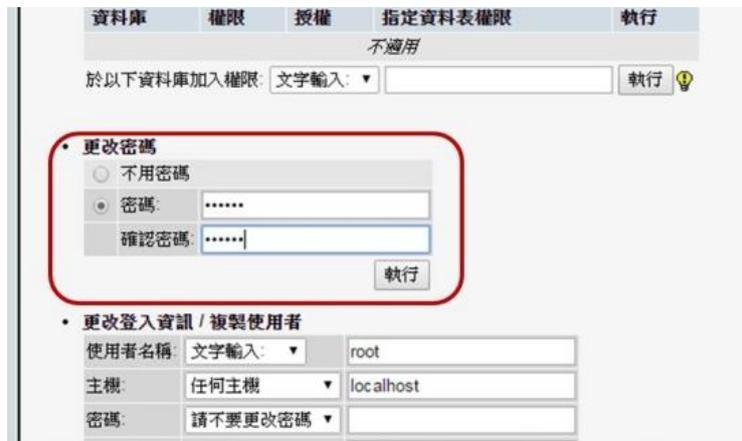 資料庫 權限 授權 指定資料表權限 執行
不適用
於以下資料庫加入權限: 文字輸入: 執行
• 更改密碼
不用密碼
密碼: ••••••
確認密碼: ••••••
執行
• 更改登入資訊 / 複製使用者
使用者名稱: 文字輸入: root
主機: 任何主機 localhost
密碼: 請不要更改密碼